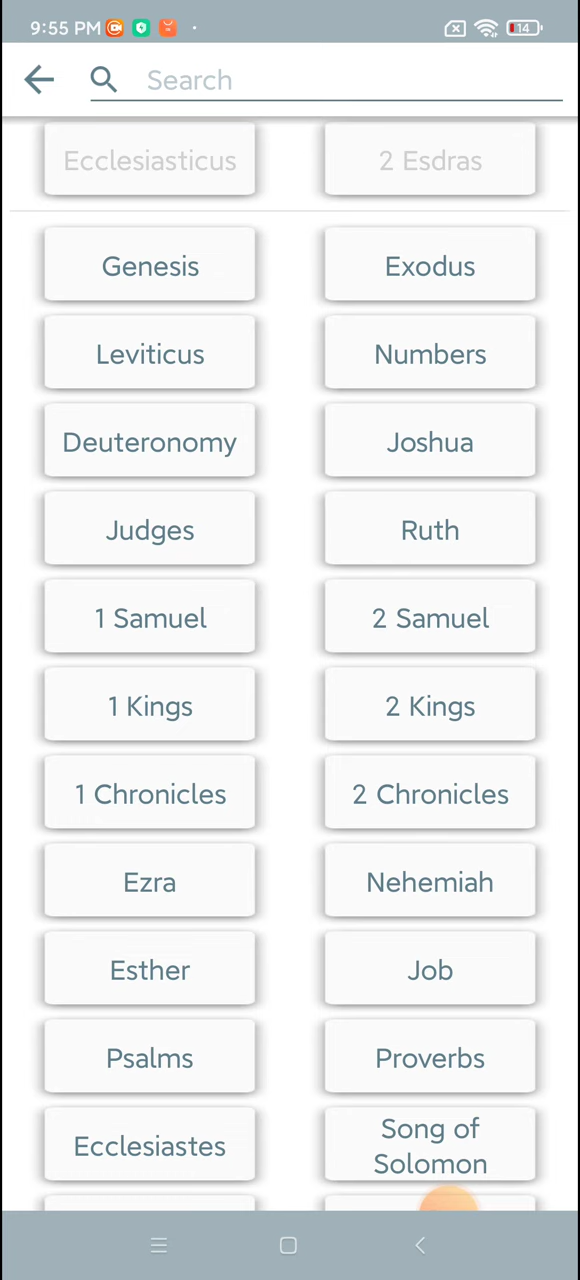 9:55 PM
14
Search
Ecclesiasticus
2 Esdras
Genesis
Exodus
Leviticus
Numbers
Deuteronomy
Joshua
Judges
Ruth
1 Samuel
2 Samuel
1 Kings
2 Kings
1 Chronicles
2 Chronicles
Ezra
Nehemiah
Esther
Job
Psalms
Proverbs
Ecclesiastes
Song of
Solomon